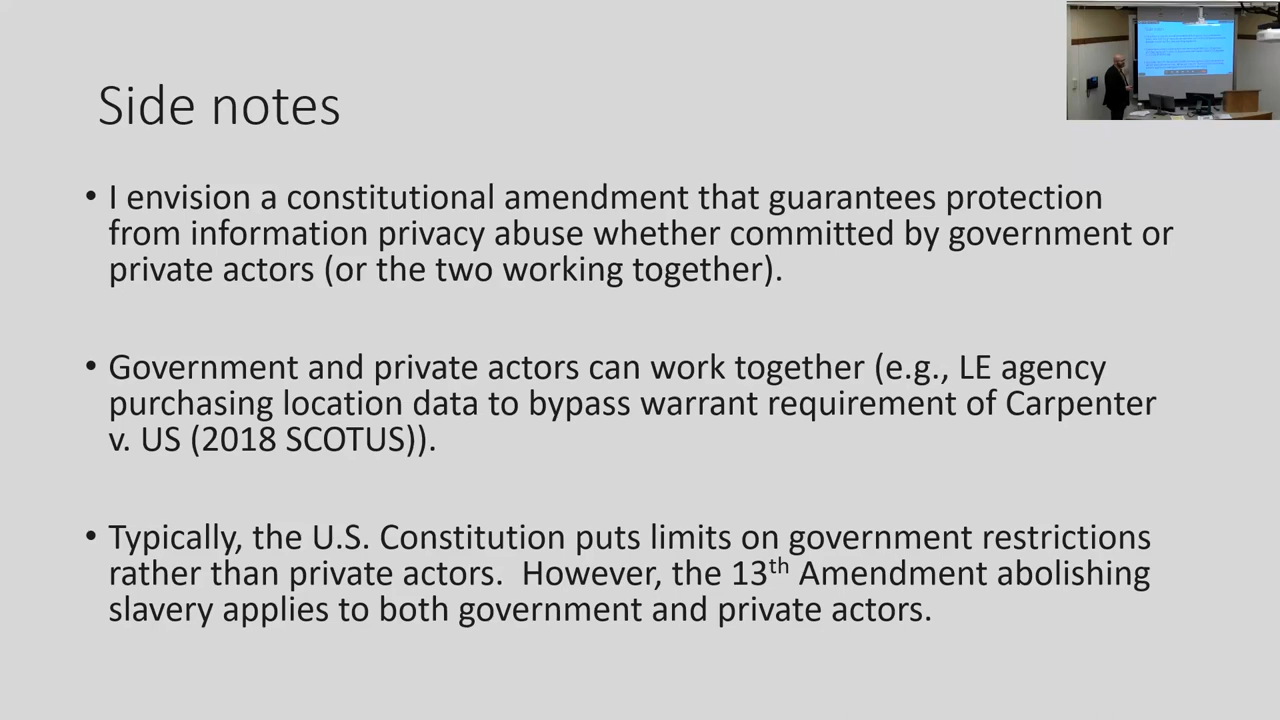 Side notes
• I envision a constitutional amendment that guarantees protection
from information privacy abuse whether committed by government or
private actors (or the two working together).
• Government and private actors can work together (e.g., LE agency
purchasing location data to bypass warrant requirement of Carpenter
v. US (2018 SCOTUS)).
• Typically, the U.S. Constitution puts limits on government restrictions
rather than private actors.  However, the 13th Amendment abolishing
slavery applies to both government and private actors.